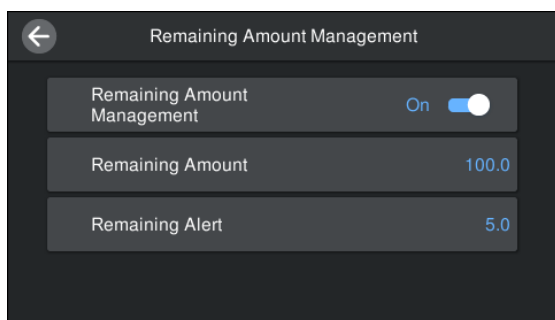 Remaining Amount Management
Remaining Amount
Management
On
Remaining Amount
100.0
Remaining Alert
5.0